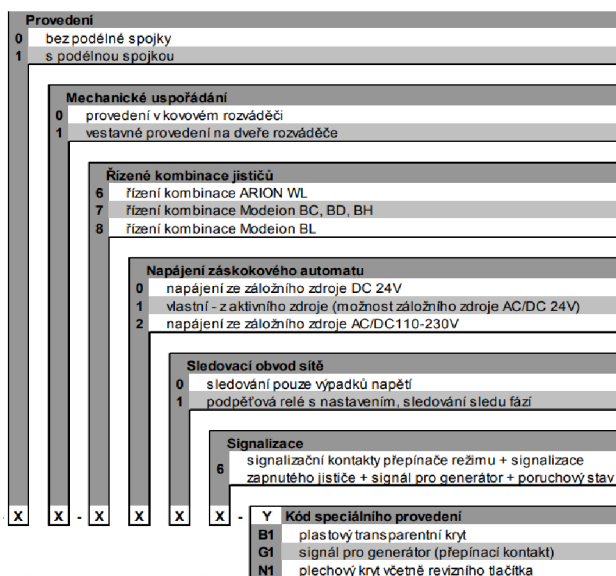 Provedení
0 bez podélné spojky
1 s podélnou spojkou
Mechanické uspořádání
0 provedení v kovovém rozváděči
1 vestavné provedení na dveře rozváděče
Řízené kombinace jističů
6 řízení kombinace ARION WL
7 řízení kombinace Modeion BC, BD, BH
8 řízení kombinace Modeion BL
Napájení záskokového automatu
0 napájení ze záložního zdroje DC 24V
1 vlastní - z aktivního zdroje (možnost záložního zdroje AC/DC 24V)
2 napájení ze záložního zdroje AC/DC110-230V
Sledovací obvod sítě
0 sledování pouze výpadků napětí
1 podpěťová relé s nastavením, sledování sledu fází
Signalizace
6 signalizační kontakty přepínače režimu + signalizace
zapnutého jističe + signál pro generátor + poruchový stav
- X X - X X X X - Y Kód speciálního provedení
B1 plastový transparentní kryt
G1 signál pro generátor (přepínací kontakt)
N1 plechový kryt včetně revizního tlačítka